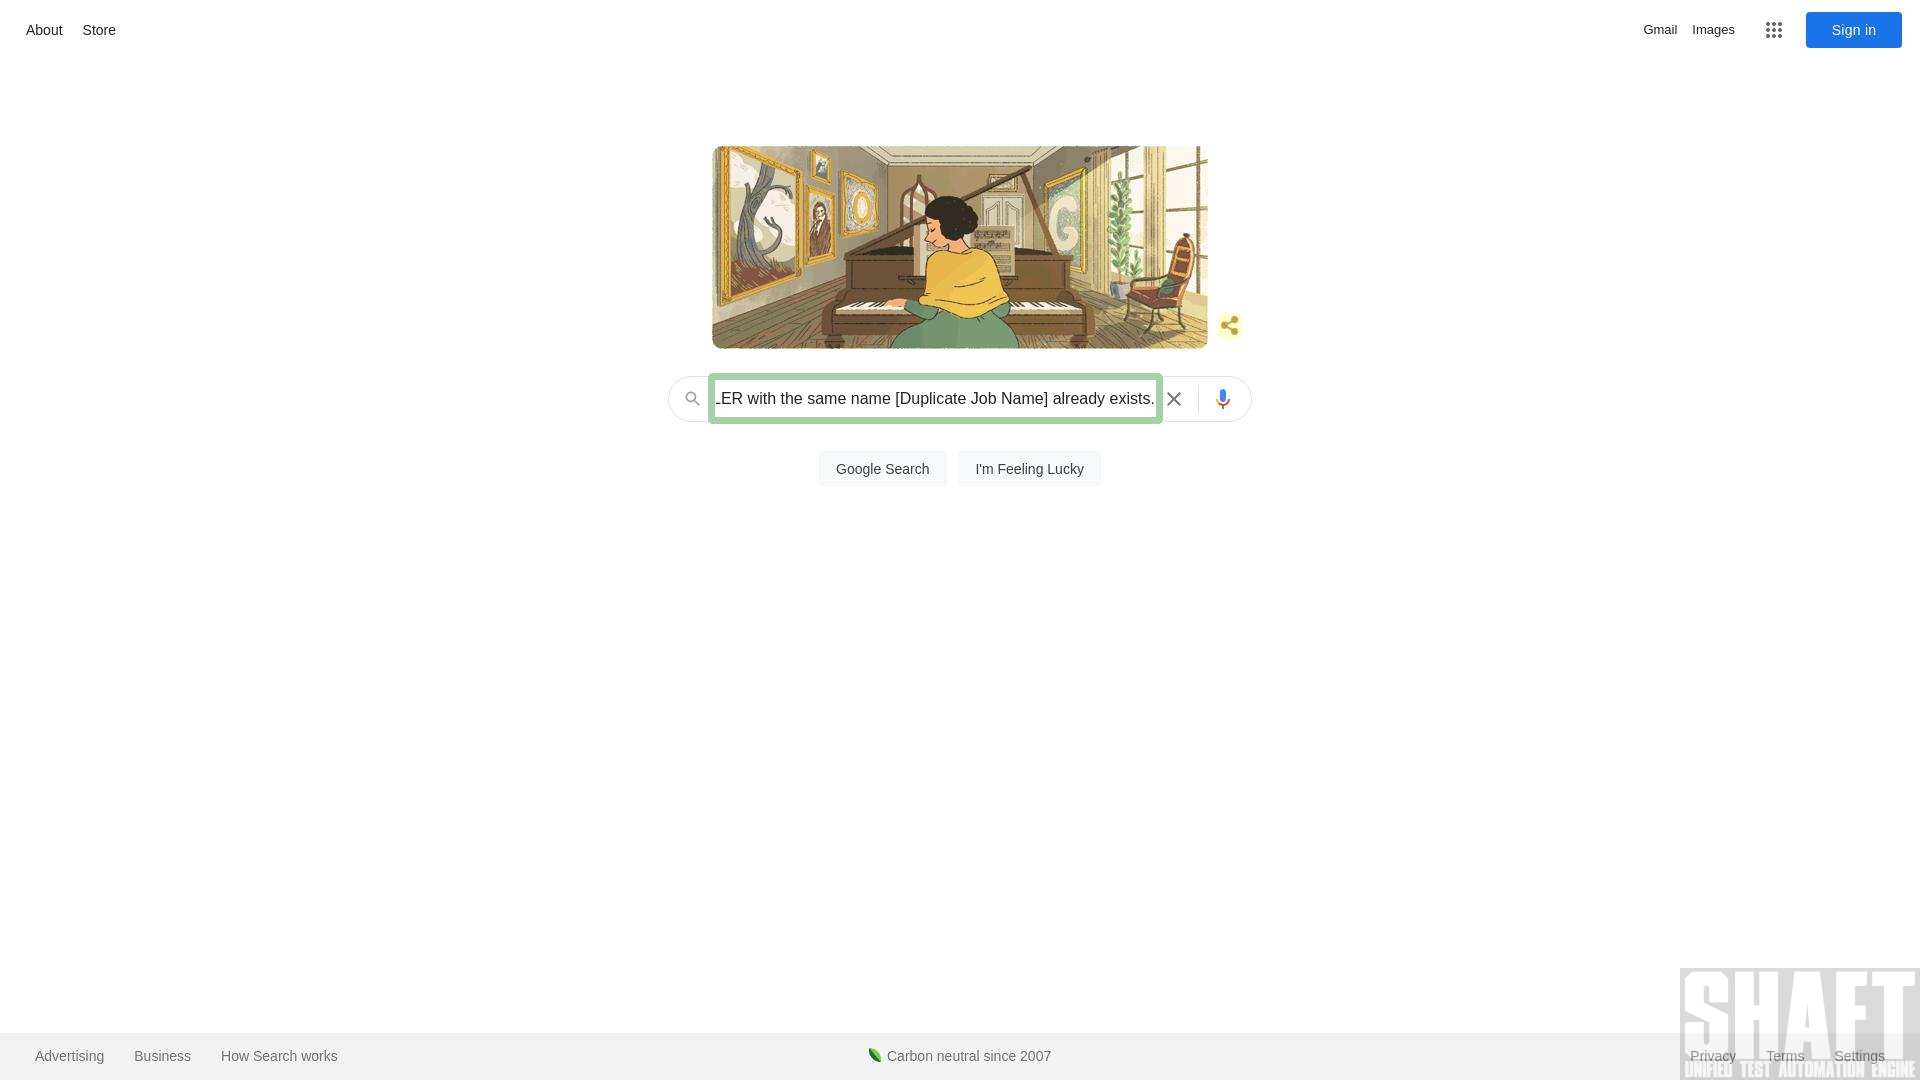 About Store
Gmail Images Sign in
ER with the same name [Duplicate Job Name] already exists.
Google Search I'm Feeling Lucky
Advertising Business How Search works
Carbon neutral since 2007
Privacy Terms Settings
SHAFT
UNIFIED TEST AUTOMATION ENGINE